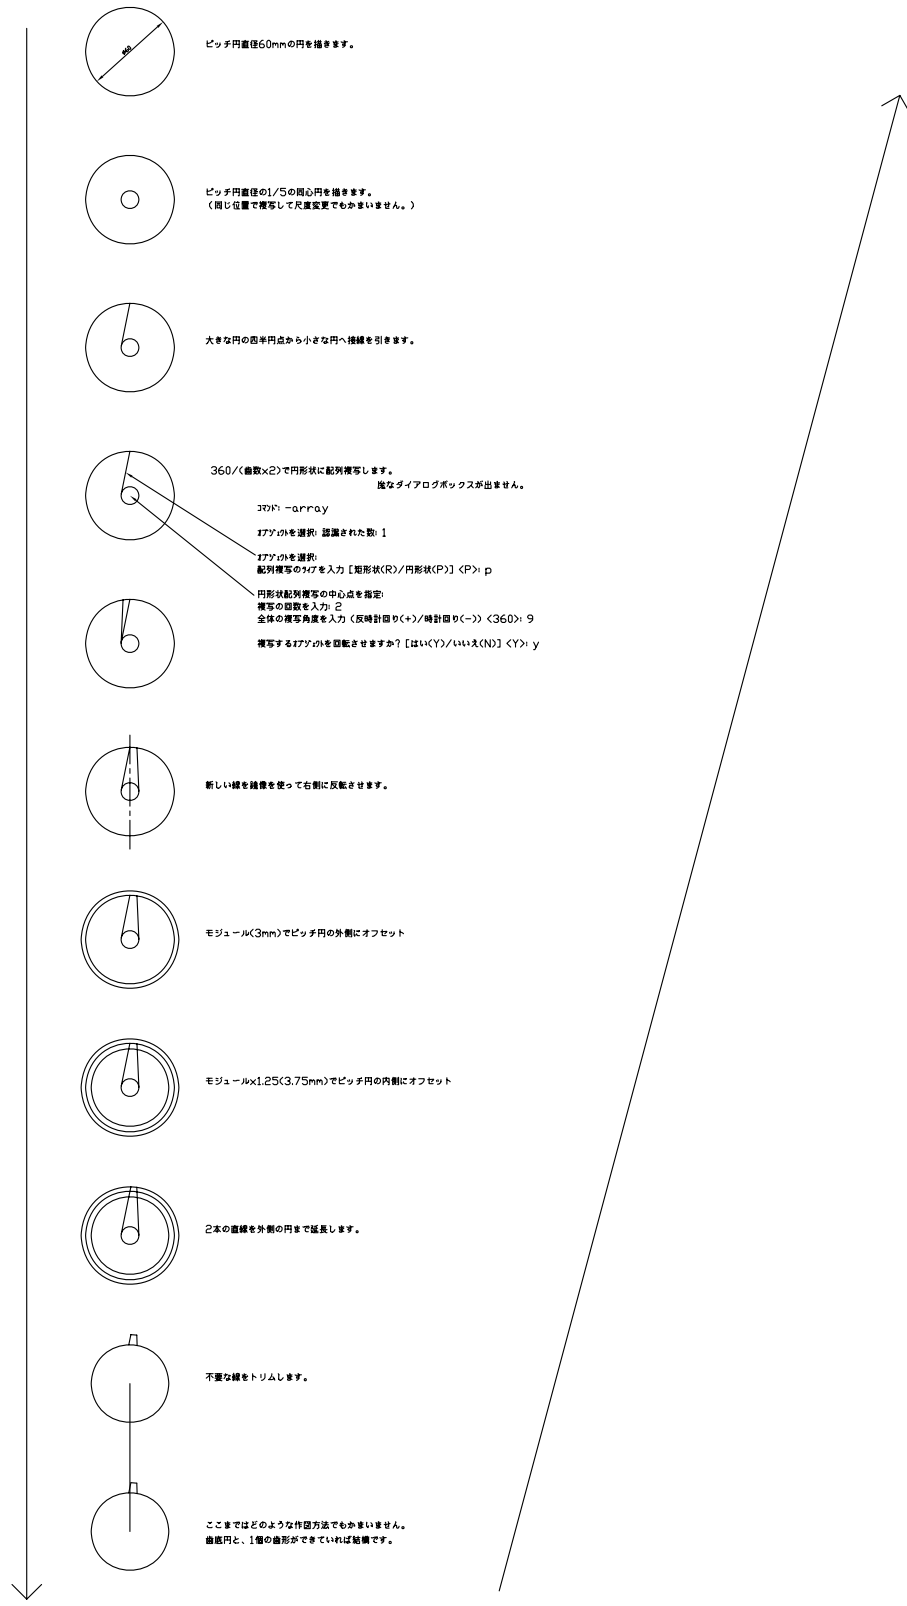 ø60
ピッチ円直径60mmの円を描きます。
ピッチ円直径の1/5の同心円を描きます。
（同じ位置で複写して尺度変更でもかまいません。）
大きな円の四半円点から小さな円へ接線を引きます。
360/(歯数x2)で円形状に配列複写します。
魔なダイアログボックスが出ません。
ｺﾏﾝﾄﾞ: -array
ｵﾌﾞｼﾞｪｸﾄを選択: 認識された数: 1
ｵﾌﾞｼﾞｪｸﾄを選択:
配列複写のﾀｲﾌﾟを入力 [矩形状(R)/円形状(P)] <P>: p
円形状配列複写の中心点を指定:
複写の回数を入力: 2
全体の複写角度を入力 (反時計回り(+)/時計回り(-)) <360>: 9
複写するｵﾌﾞｼﾞｪｸﾄを回転させますか? [はい(Y)/いいえ(N)] <Y>: y
新しい線を鏡像を使って右側に反転させます。
モジュール(3mm)でピッチ円の外側にオフセット
モジュールx1.25(3.75mm)でピッチ円の内側にオフセット
2本の直線を外側の円まで延長します。
不要な線をトリムします。
ここまではどのような作図方法でもかまいません。
歯底円と、1個の歯形ができていれば結構です。